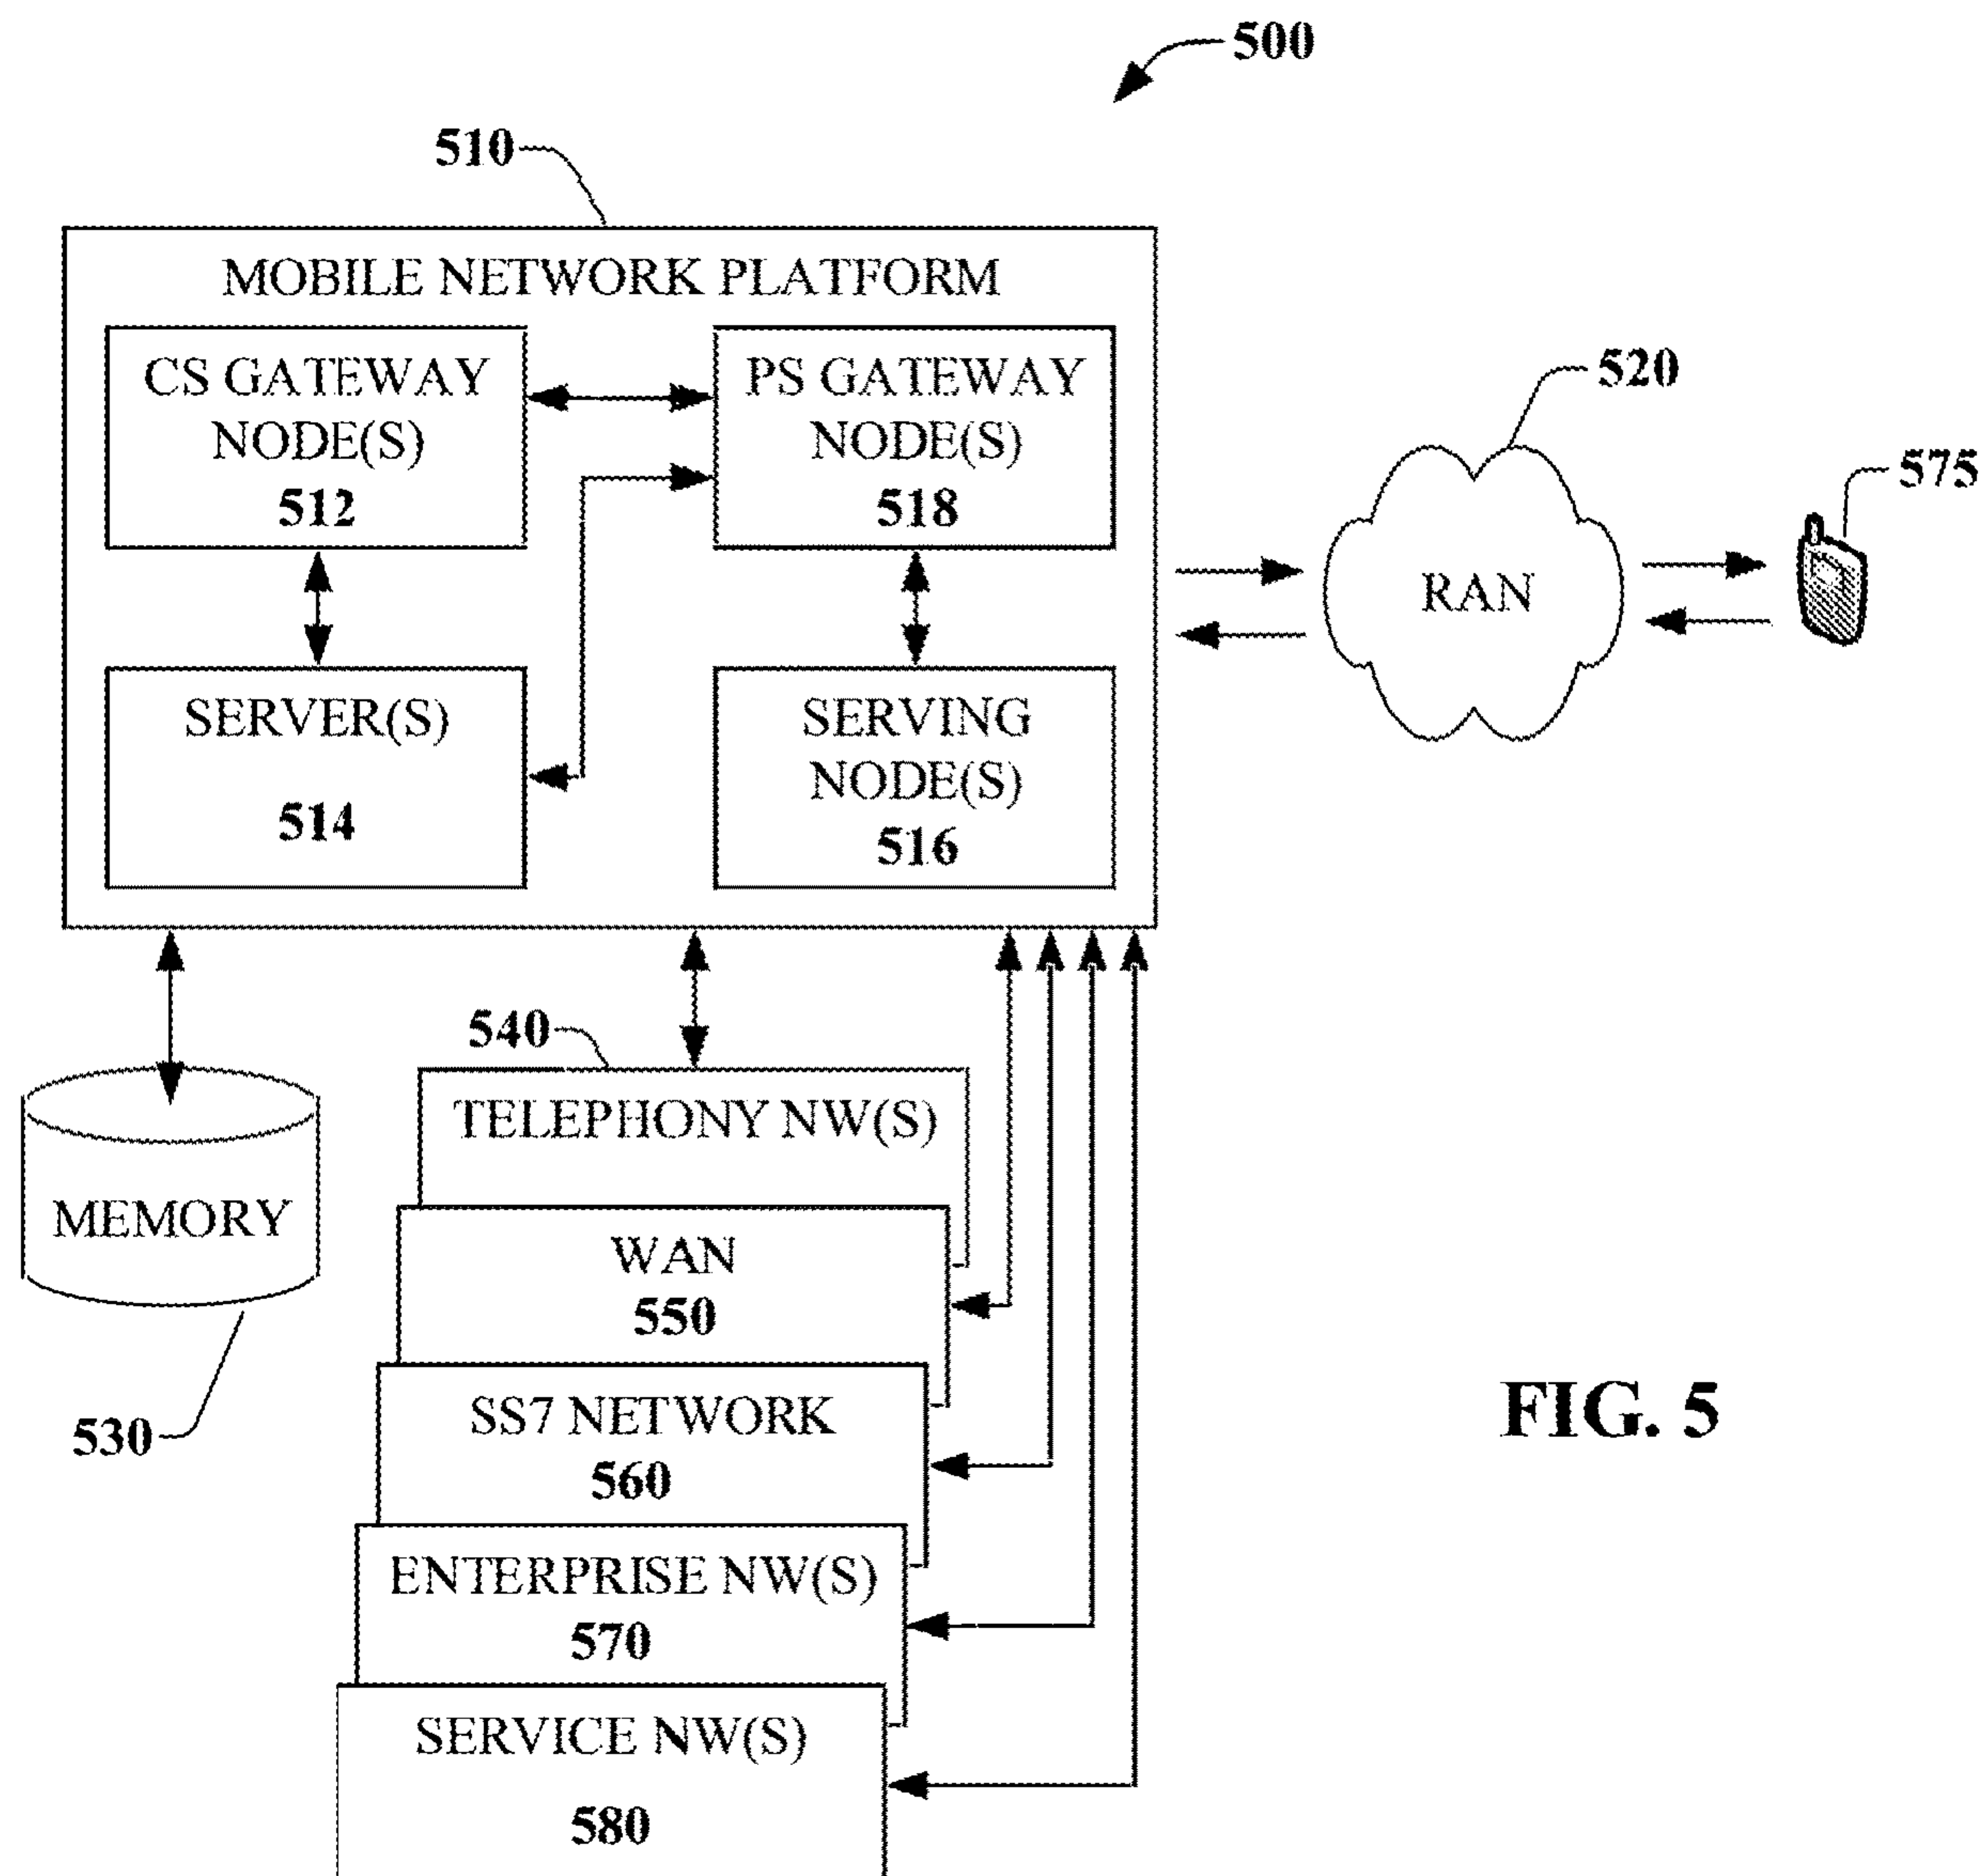 500
510
MOBILE NETWORK PLATFORM
CS GATEWAY
NODE(S)
512
PS GATEWAY
NODE(S)
518
SERVER(S)
514
SERVING
NODE(S)
516
520
RAN
575
540
TELEPHONY NW(S)
MEMORY
530
WAN
550
SS7 NETWORK
560
ENTERPRISE NW(S)
570
SERVICE NW(S)
580
FIG. 5